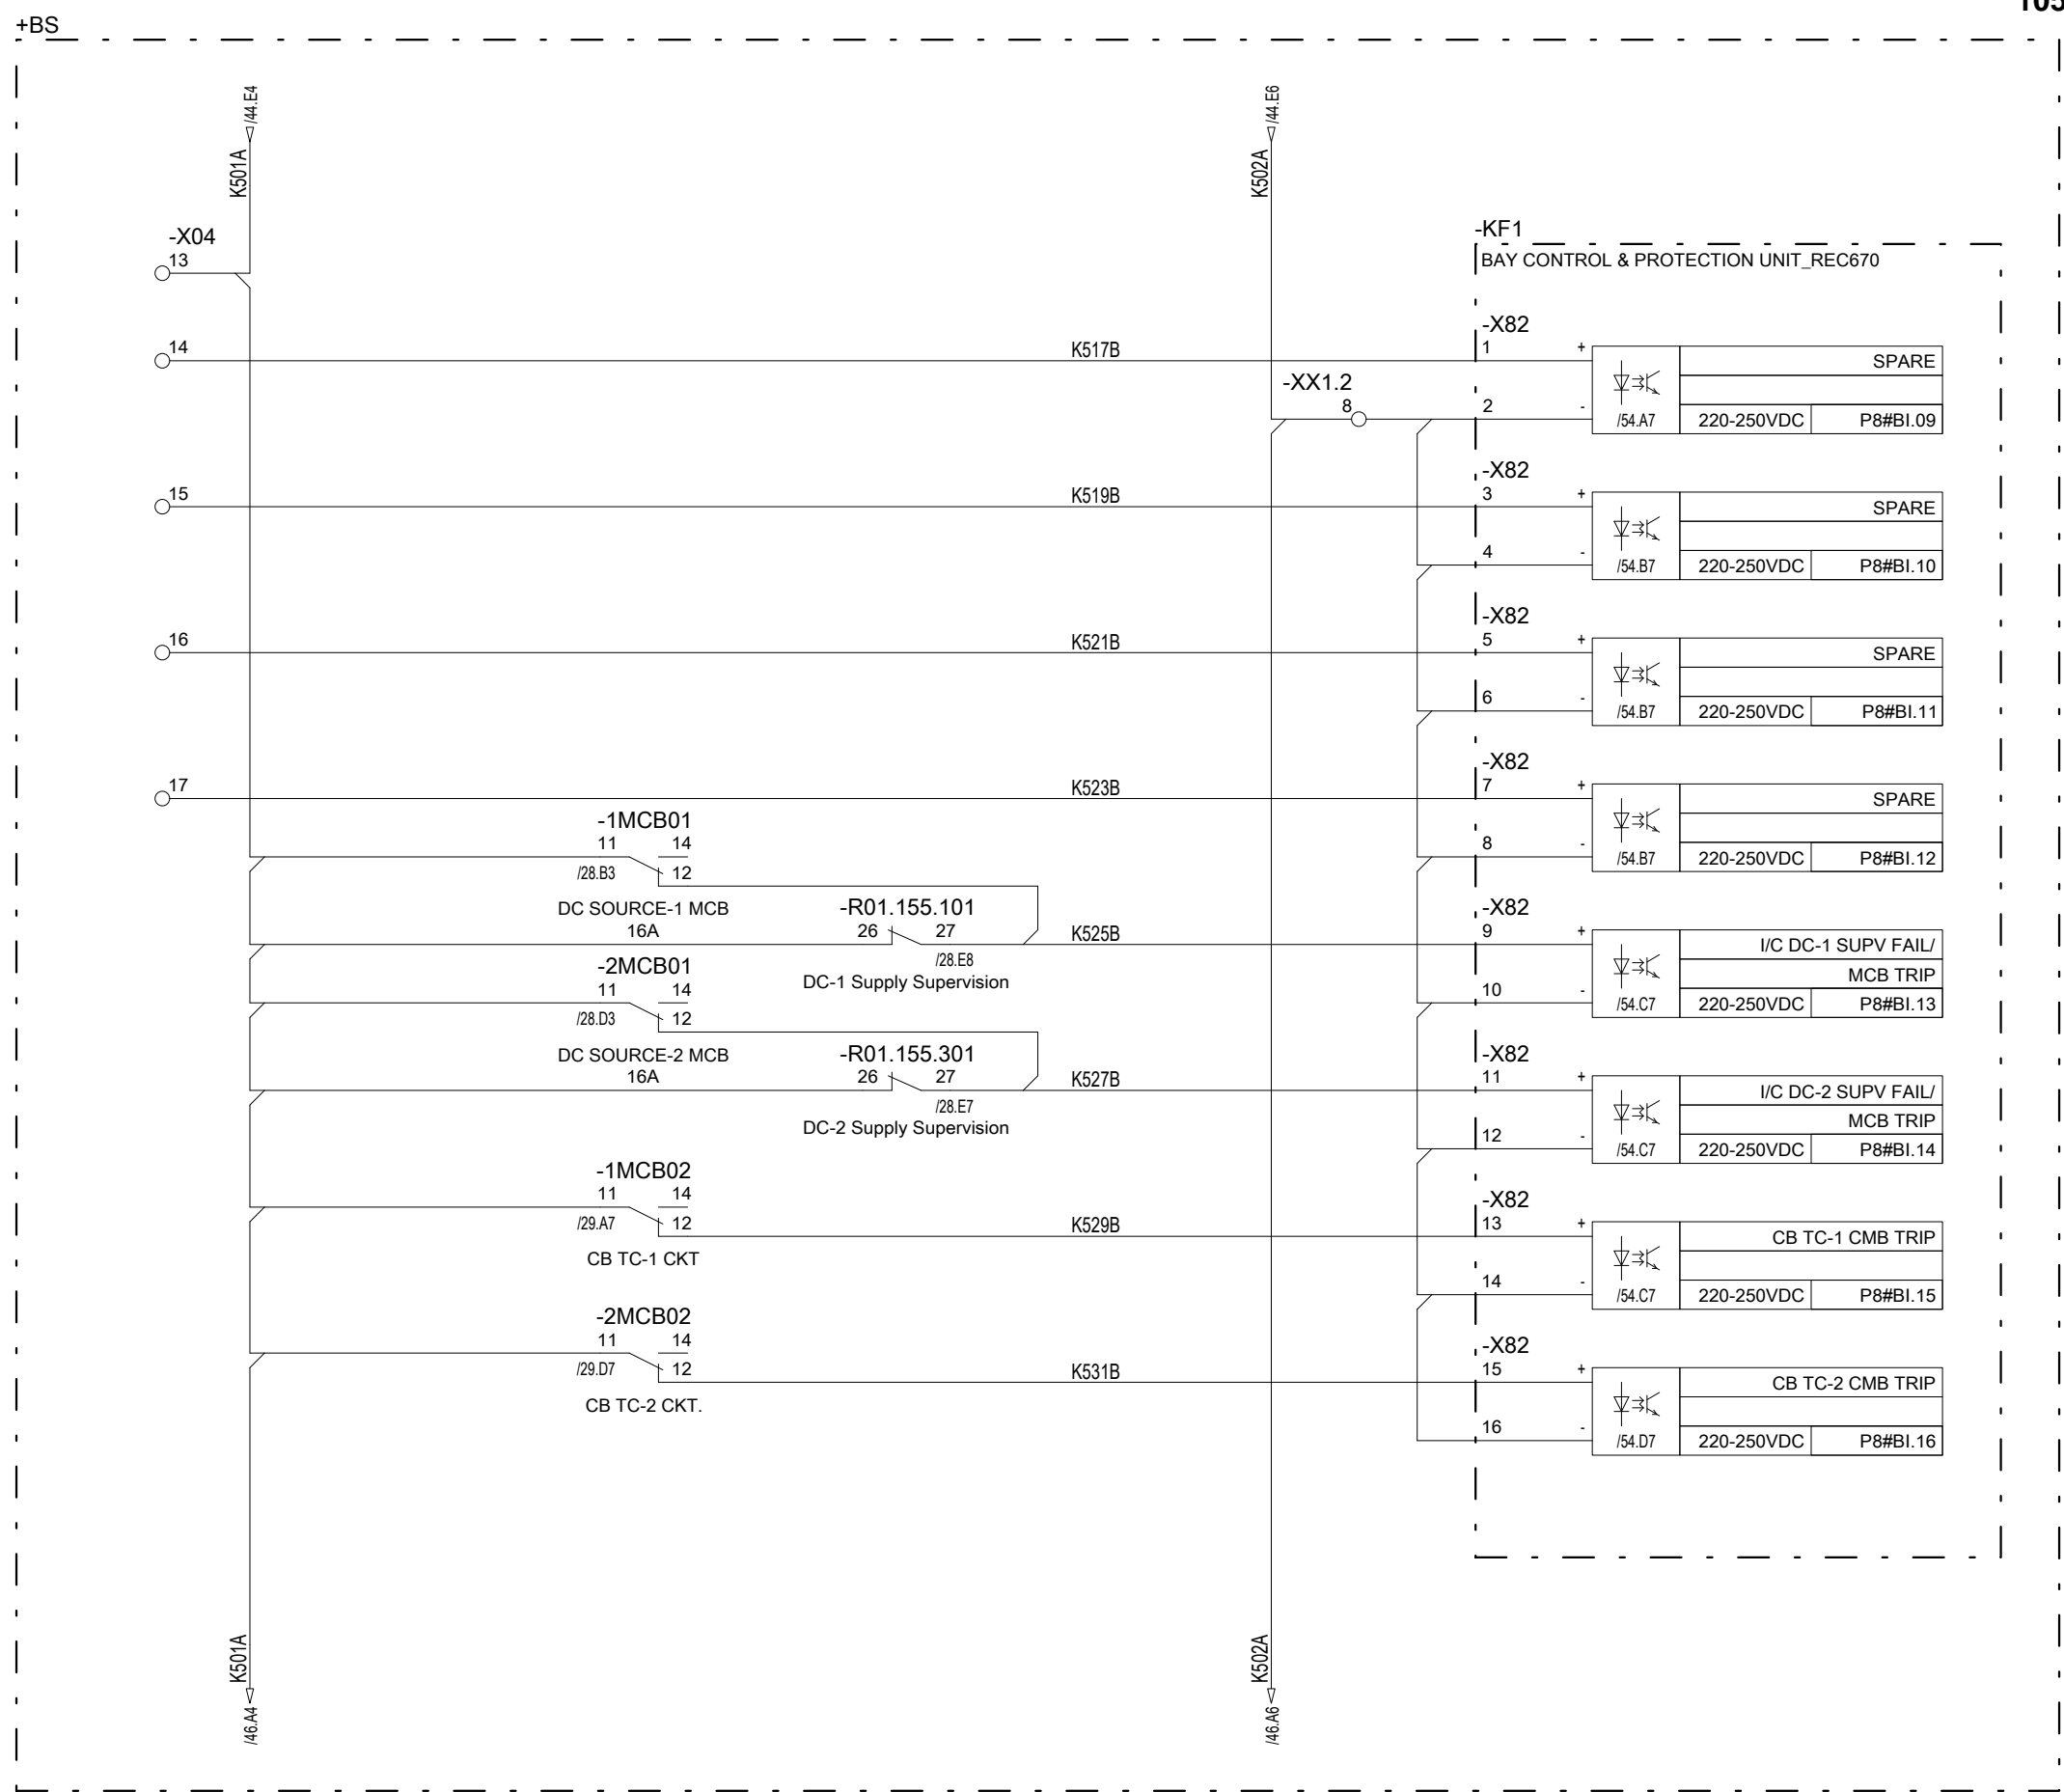 105
+BS
/44.E4
K501A
/44.E6
K502A
-X04
13
-KF1
BAY CONTROL & PROTECTION UNIT_REC670
14
K517B
-X82
1
+
SPARE
-XX1.2
8
2
-
/54.A7
220-250VDC
P8#BI.09
15
K519B
-X82
3
+
SPARE
4
-
/54.B7
220-250VDC
P8#BI.10
16
K521B
-X82
5
+
SPARE
6
-
/54.B7
220-250VDC
P8#BI.11
17
K523B
-X82
7
+
SPARE
-1MCB01
11
14
/28.B3
12
8
-
/54.B7
220-250VDC
P8#BI.12
DC SOURCE-1 MCB
16A
-R01.155.101
26
27
/28.E8
DC-1 Supply Supervision
K525B
-X82
9
+
I/C DC-1 SUPV FAIL/
MCB TRIP
-2MCB01
11
14
/28.D3
12
10
-
/54.C7
220-250VDC
P8#BI.13
DC SOURCE-2 MCB
16A
-R01.155.301
26
27
/28.E7
DC-2 Supply Supervision
K527B
-X82
11
+
I/C DC-2 SUPV FAIL/
MCB TRIP
12
-
/54.C7
220-250VDC
P8#BI.14
-1MCB02
11
14
/29.A7
12
CB TC-1 CKT
K529B
-X82
13
+
CB TC-1 CMB TRIP
14
-
/54.C7
220-250VDC
P8#BI.15
-2MCB02
11
14
/29.D7
12
CB TC-2 CKT.
K531B
-X82
15
+
CB TC-2 CMB TRIP
16
-
/54.D7
220-250VDC
P8#BI.16
K501A
/46.A4
K502A
/46.A6